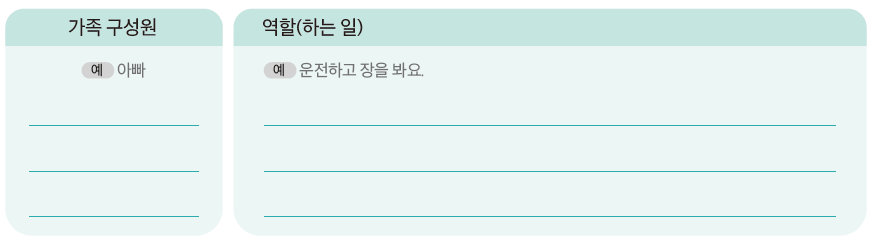 가족 구성원
역할(하는 일)
예 아빠
예 운전하고 장을 봐요.